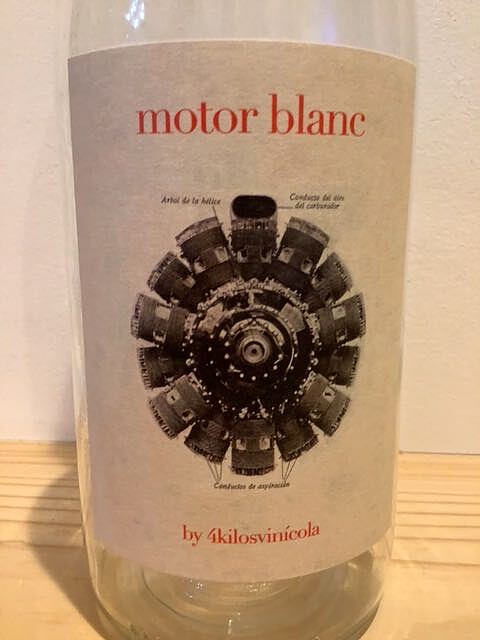 motor blanc
Arbol de la hélice
Conducto del aire
del carburador
Conductos de aspiración
by 4kilosvinícola